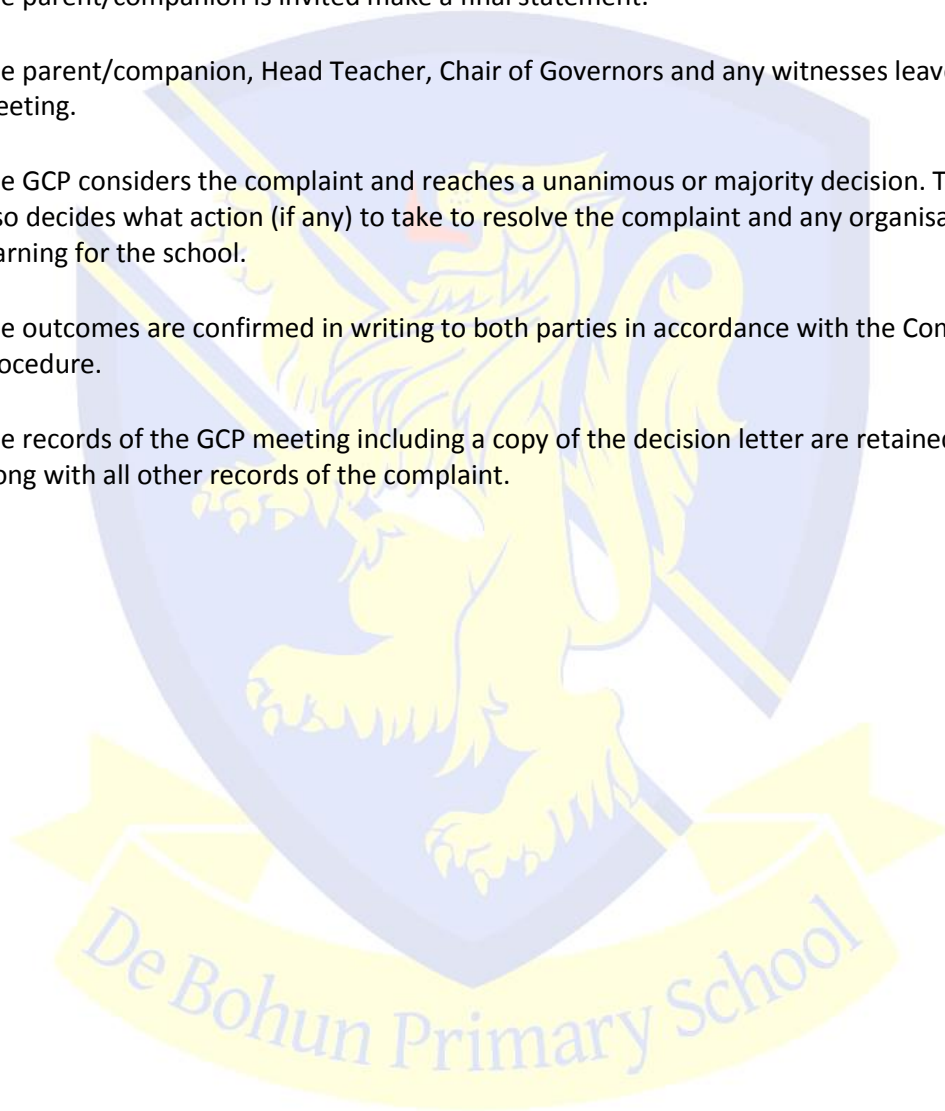 e parent/companion is invited make a final statement.
e parent/companion, Head Teacher, Chair of Governors and any witnesses leave
eeting.
e GCP considers the complaint and reaches a unanimous or majority decision. T
so decides what action (if any) to take to resolve the complaint and any organisa
arning for the school.
e outcomes are confirmed in writing to both parties in accordance with the Com
ocedure.
e records of the GCP meeting including a copy of the decision letter are retained
ong with all other records of the complaint.
De Bohun Primary School